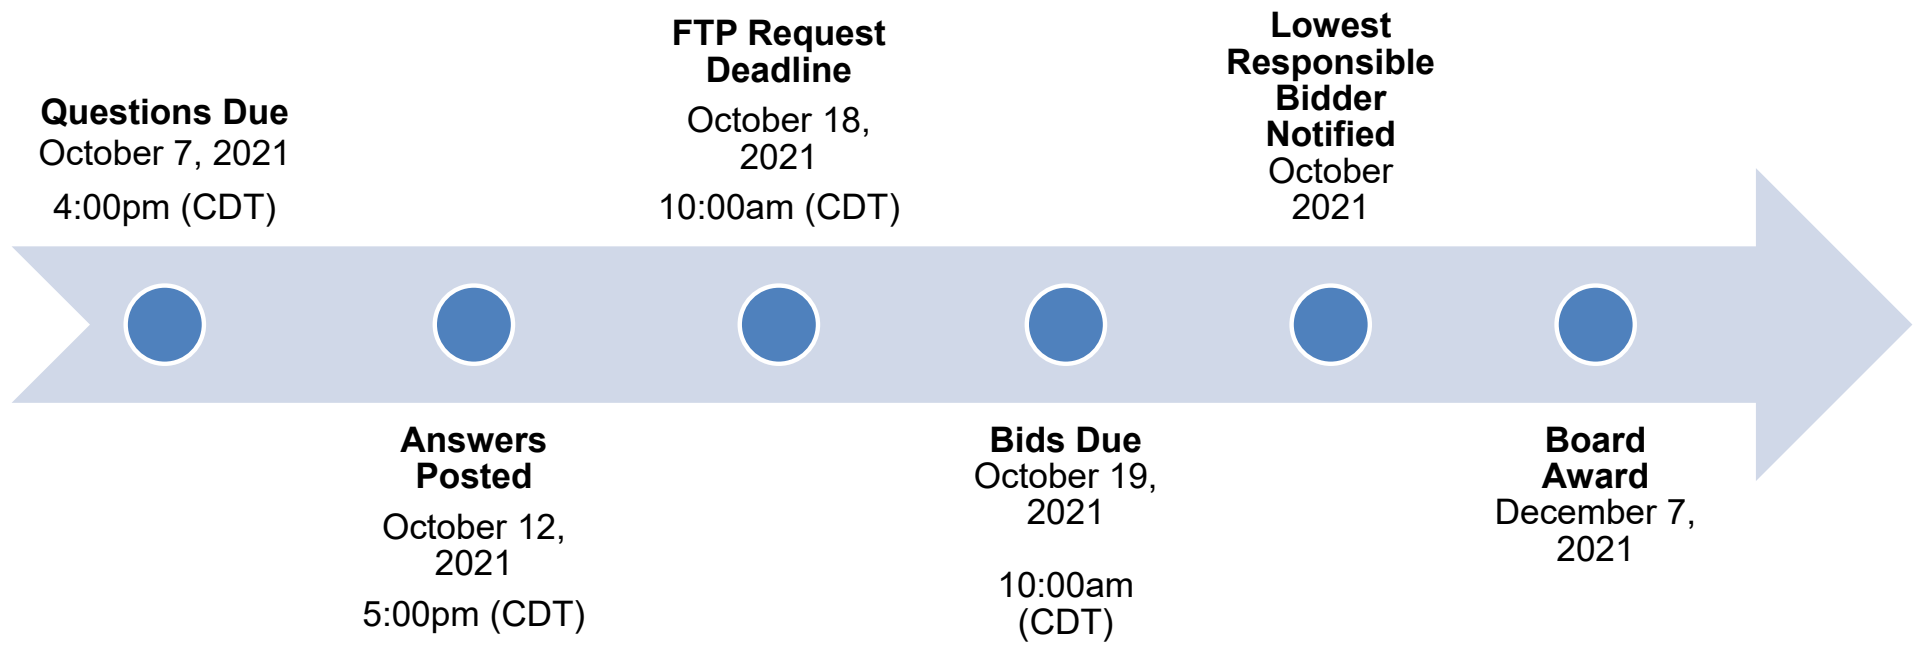 Questions Due
October 7, 2021
4:00pm (CDT)
Answers
Posted
October 12,
2021
5:00pm (CDT)
FTP Request
Deadline
October 18,
2021
10:00am (CDT)
Bids Due
October 19,
2021
10:00am
(CDT)
Lowest
Responsible
Bidder
Notified
October
2021
Board
Award
December 7,
2021